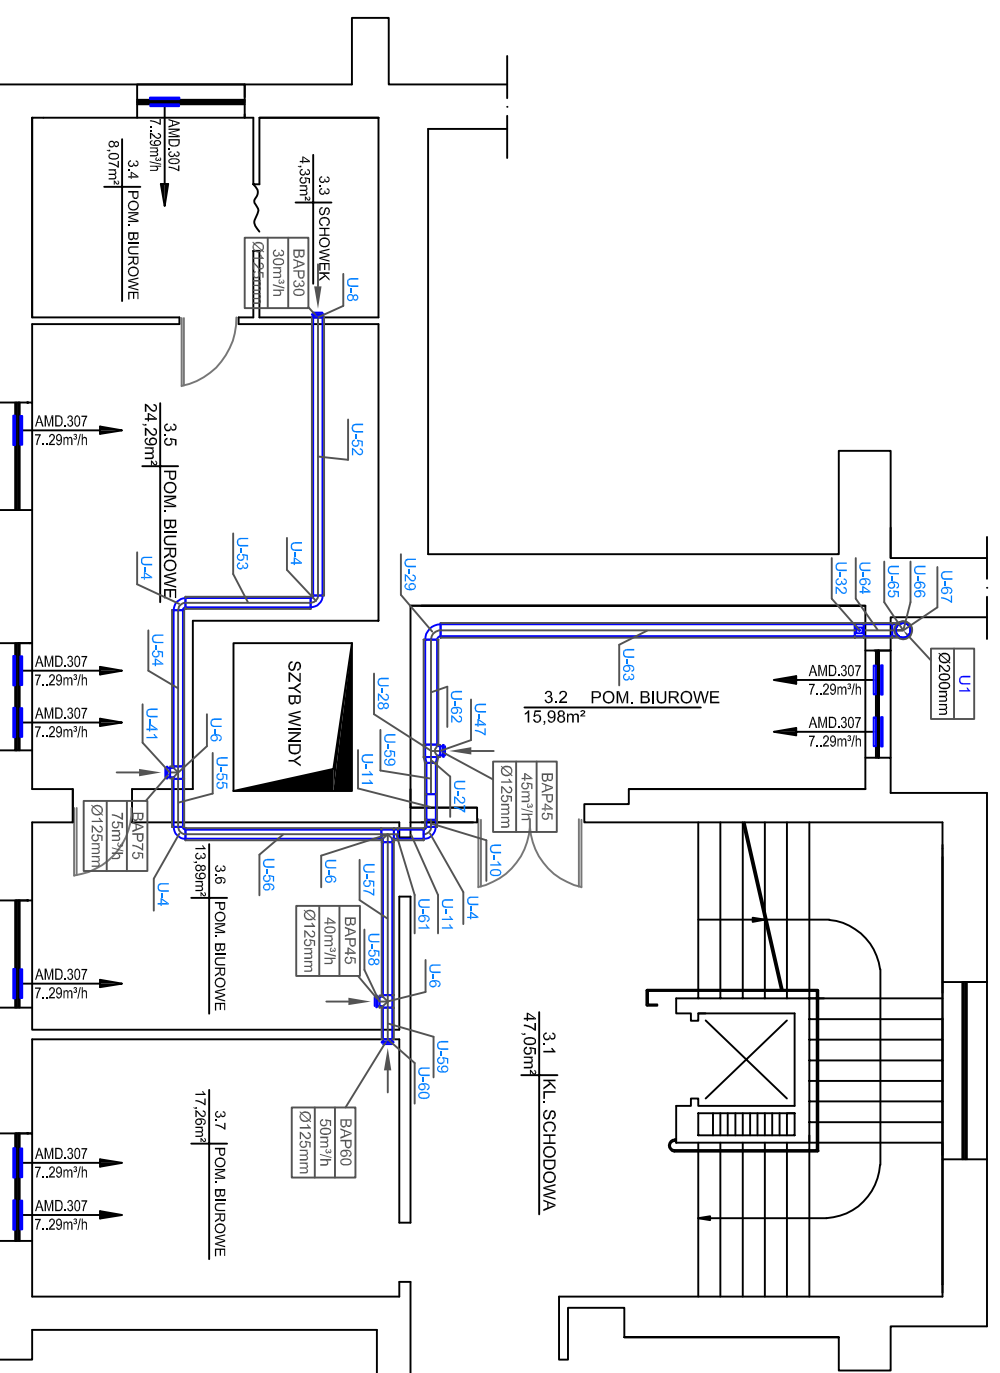 AMD.307
7..29m³/h
3.4 POM. BIUROWE
8,07m²
3.3 SCHOWEK
4,35m²
BAP30
30m³/h
Ø125mm
U-8
U-52
AMD.307
7..29m³/h
3.5 POM. BIUROWE
24,29m²
U-4
U-53
U-4
U-29
U-32
U-64
U-65
U-66
U-67
U1
Ø200mm
U-63
AMD.307
7..29m³/h
AMD.307
7..29m³/h
3.2 POM. BIUROWE
15,98m²
AMD.307
7..29m³/h
AMD.307
7..29m³/h
U-54
U-41
U-6
U-55
SZYB WINDY
U-28
U-62
U-47
U-59
U-11
U-27
BAP45
45m³/h
Ø125mm
BAP75
75m³/h
Ø125mm
U-10
U-4
U-56
U-6
U-57
U-61
U-11
U-4
3.6 POM. BIUROWE
13,89m²
BAP45
40m³/h
Ø125mm
U-58
U-6
U-59
U-60
AMD.307
7..29m³/h
3.1 KL. SCHODOWA
47,05m²
BAP60
50m³/h
Ø125mm
3.7 POM. BIUROWE
17,26m²
AMD.307
7..29m³/h
AMD.307
7..29m³/h